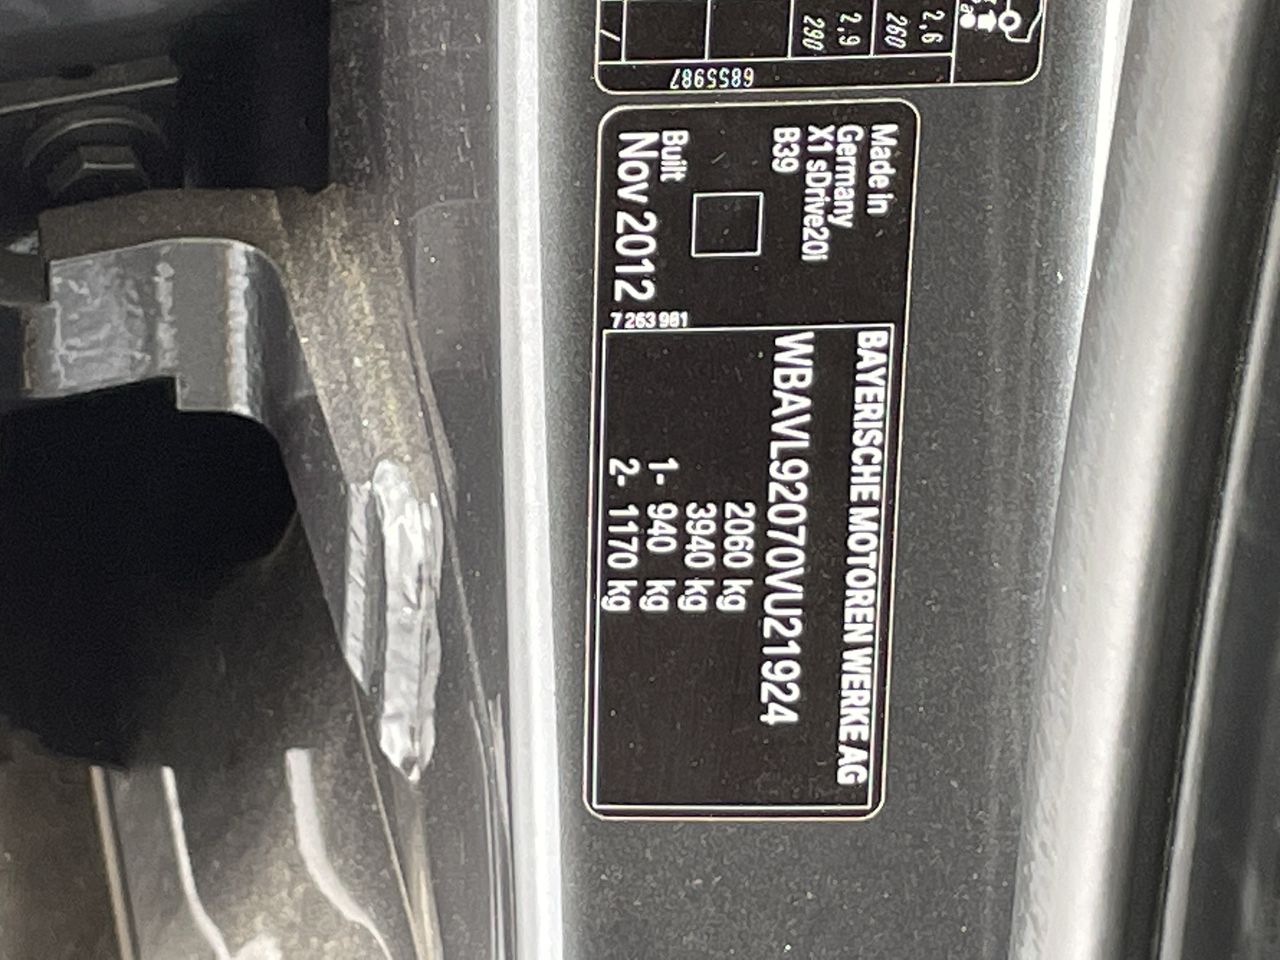 2,6
260
2,9
290
6855987
Made in
Germany
X1 sDrive20i
B39
Built
Nov 2012
7 263 961
BAYERISCHE MOTOREN WERKE AG
WBAVL92070VU21924
2060 kg
3940 kg
1- 940 kg
2- 1170 kg